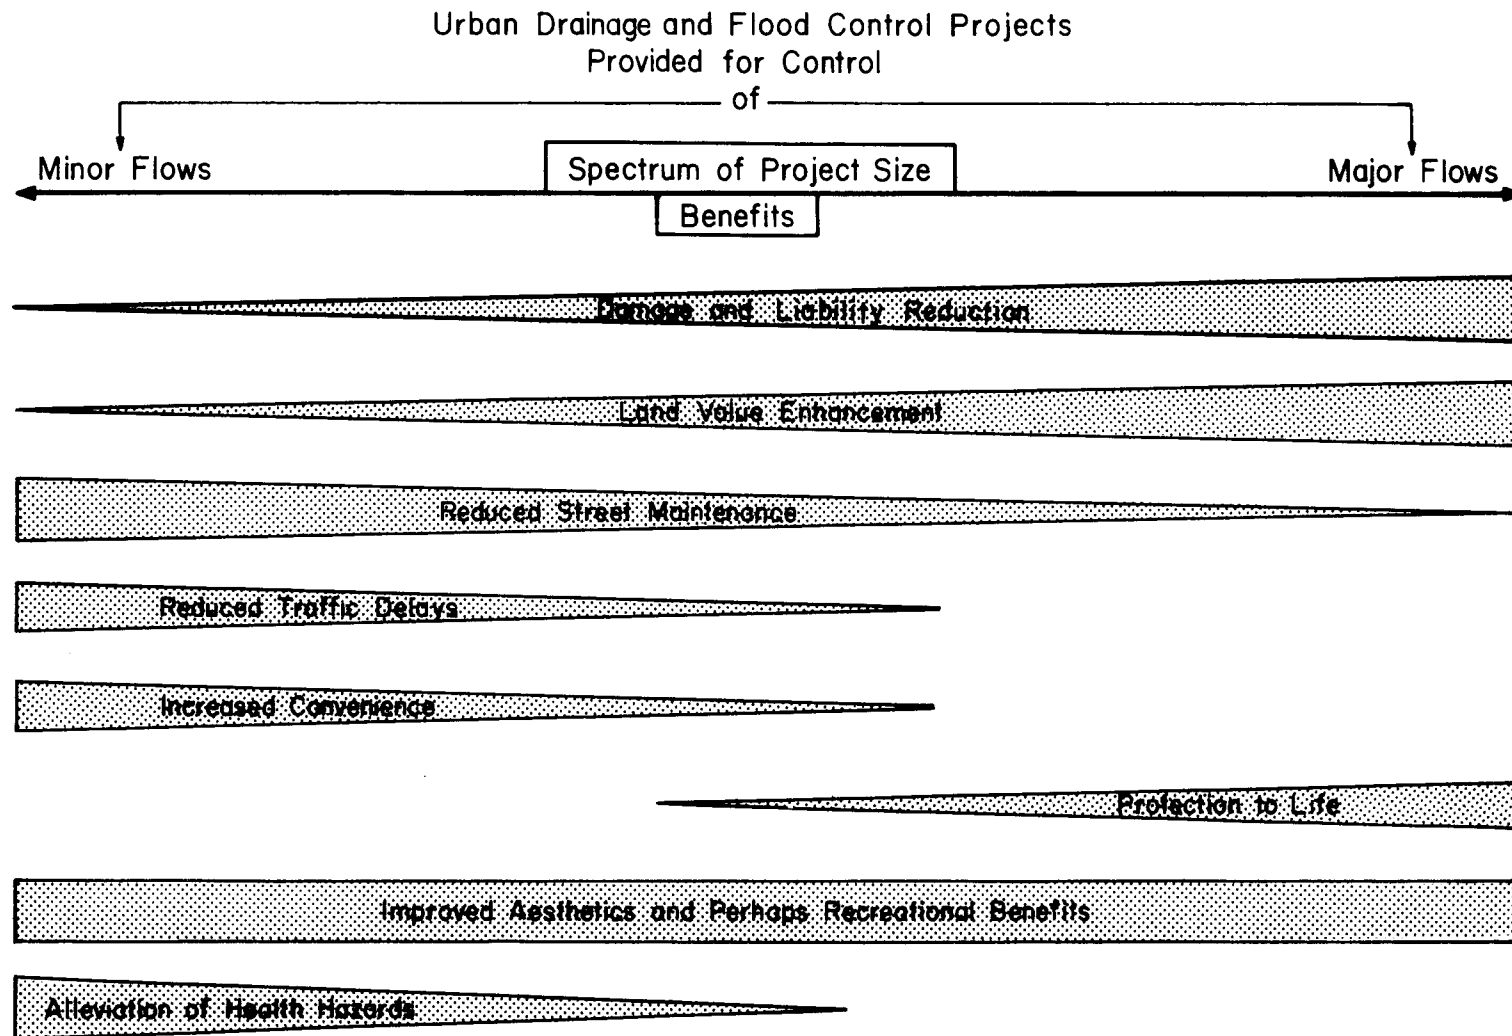 Urban Drainage and Flood Control Projects
Provided for Control
of
Minor Flows
Spectrum of Project Size
Major Flows
Benefits
Damage and Liability Reduction
Land Value Enhancement
Reduced Street Maintenance
Reduced Traffic Delays
Increased Convenience
Protection to Life
Improved Aesthetics and Perhaps Recreational Benefits
Alleviation of Health Hazards